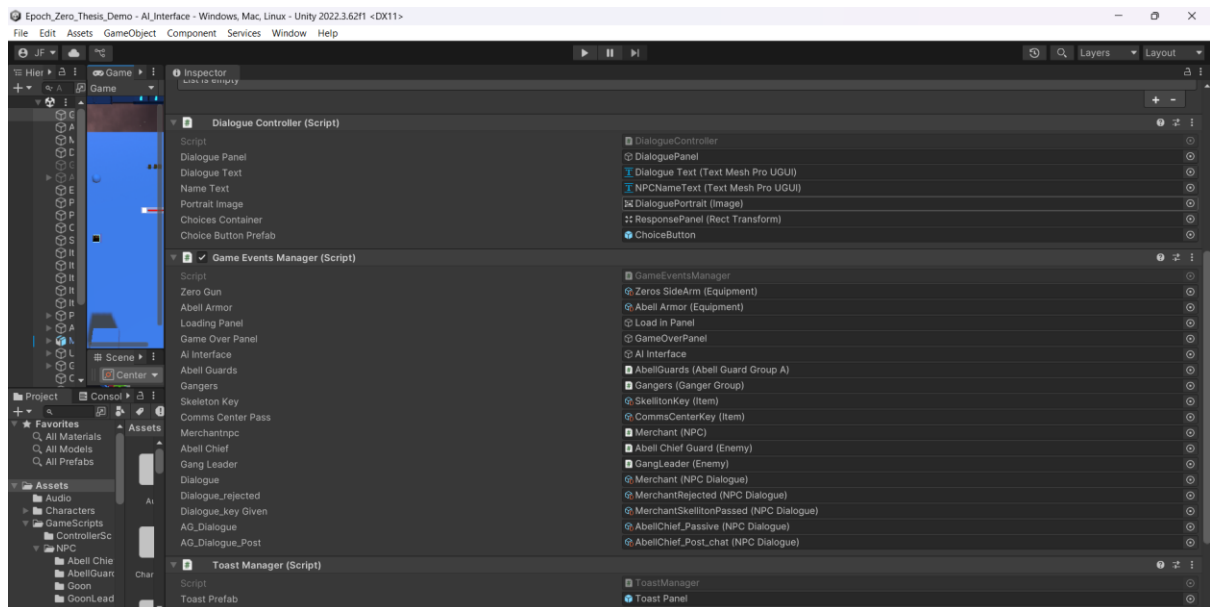 Epoch_Zero_Thesis_Demo - AI_Interface - Windows, Mac, Linux - Unity 2022.3.62f1 <DX11>
File Edit Assets GameObject Component Services Window Help
JF Layers Layout
Hier Game Inspector
Game List is empty
Dialogue Controller (Script)
Script DialogueController
Dialogue Panel DialoguePanel
Dialogue Text Dialogue Text (Text Mesh Pro UGUI)
Name Text NPCNameText (Text Mesh Pro UGUI)
Portrait Image DialoguePortrait (Image)
Choices Container ResponsePanel (Rect Transform)
Choice Button Prefab ChoiceButton
Game Events Manager (Script)
Script GameEventsManager
Zero Gun Zeros SideArm (Equipment)
Abell Armor Abell Armor (Equipment)
Loading Panel Load in Panel
Game Over Panel GameOverPanel
Ai Interface AI Interface
Abell Guards AbellGuards (Abell Guard Group A)
Gangers Gangers (Ganger Group)
Skeleton Key SkellitonKey (Item)
Comms Center Pass CommsCenterKey (Item)
Merchantnpc Merchant (NPC)
Abell Chief Abell Chief Guard (Enemy)
Gang Leader GangLeader (Enemy)
Dialogue Merchant (NPC Dialogue)
Dialogue_rejected MerchantRejected (NPC Dialogue)
Dialogue_key Given MerchantSkellitonPassed (NPC Dialogue)
AG_Dialogue AbellChief_Passive (NPC Dialogue)
AG_Dialogue_Post AbellChief_Post_chat (NPC Dialogue)
Toast Manager (Script)
Script ToastManager
Toast Prefab Toast Panel
Scene
Center
Project Consol
Favorites Assets
All Materials
All Models
All Prefabs
Assets
Audio
Characters
GameScripts
ControllerSc
NPC
Abell Chie
AbellGuarc
Goon
GoonLead
Char